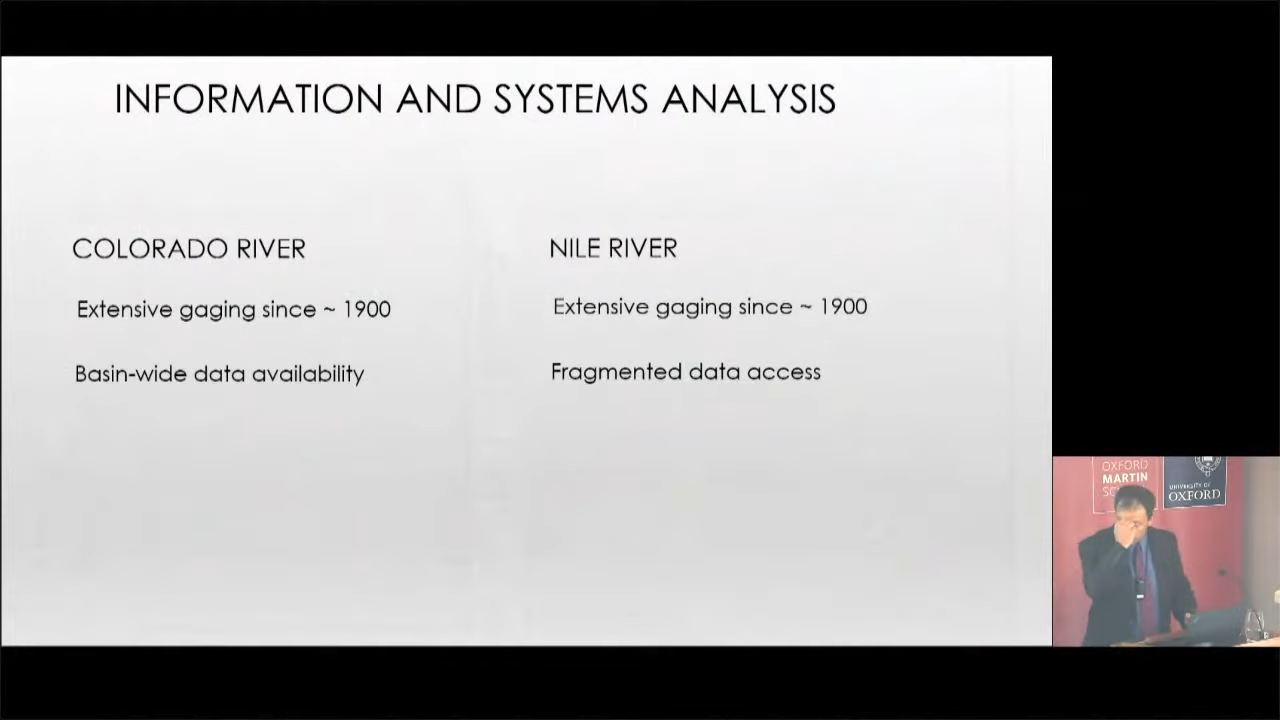 INFORMATION AND SYSTEMS ANALYSIS
COLORADO RIVER
Extensive gaging since ~ 1900
Basin-wide data availability
NILE RIVER
Extensive gaging since ~ 1900
Fragmented data access
OXFORD
MARTIN
UNIVERSITY OF
OXFORD